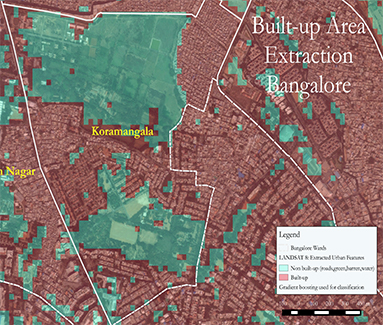 Built-up Area
Extraction
Bangalore
Koramangala
Nagar
Legend
Bangalore Wards
LANDSAT 8: Extracted Urban Features
Non built-up (roads,green,barren,water)
Built-up
Gradient boosting used for classification